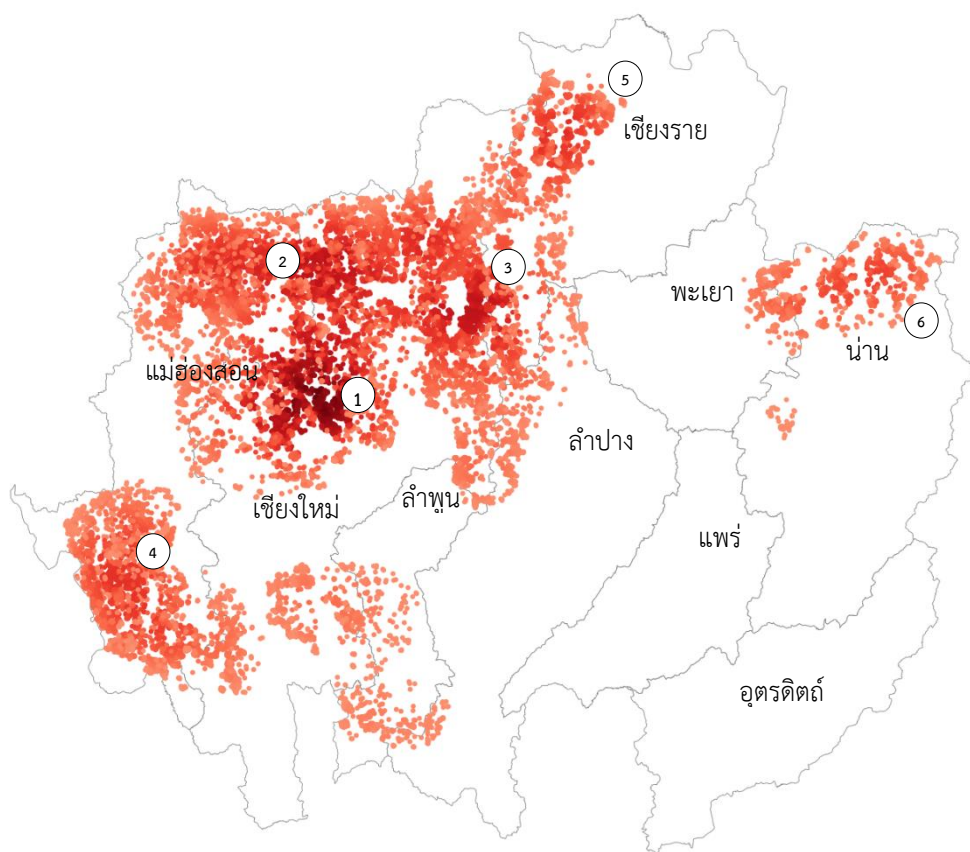 5
เชียงราย
2
3
พะเยา
6
น่าน
แม่ฮ่องสอน
1
ลำปาง
ลำพูน
เชียงใหม่
แพร่
4
อุตรดิตถ์